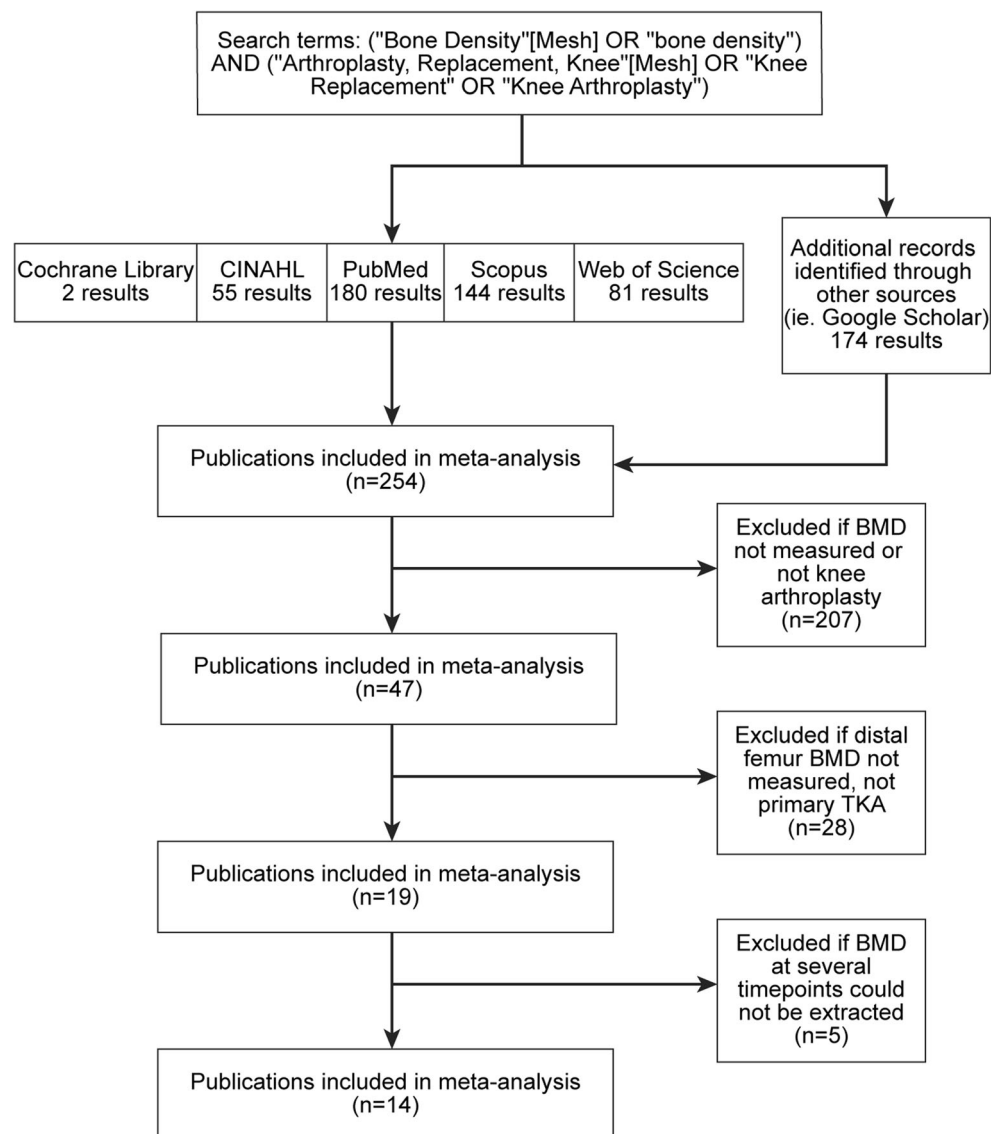 Search terms: ("Bone Density"[Mesh] OR "bone density")
AND ("Arthroplasty, Replacement, Knee"[Mesh] OR "Knee
Replacement" OR "Knee Arthroplasty")
Cochrane Library
2 results
CINAHL
55 results
PubMed
180 results
Scopus
144 results
Web of Science
81 results
Additional records
identified through
other sources
(ie. Google Scholar)
174 results
Publications included in meta-analysis
(n=254)
Excluded if BMD
not measured or
not knee
arthroplasty
(n=207)
Publications included in meta-analysis
(n=47)
Excluded if distal
femur BMD not
measured, not
primary TKA
(n=28)
Publications included in meta-analysis
(n=19)
Excluded if BMD
at several
timepoints could
not be extracted
(n=5)
Publications included in meta-analysis
(n=14)